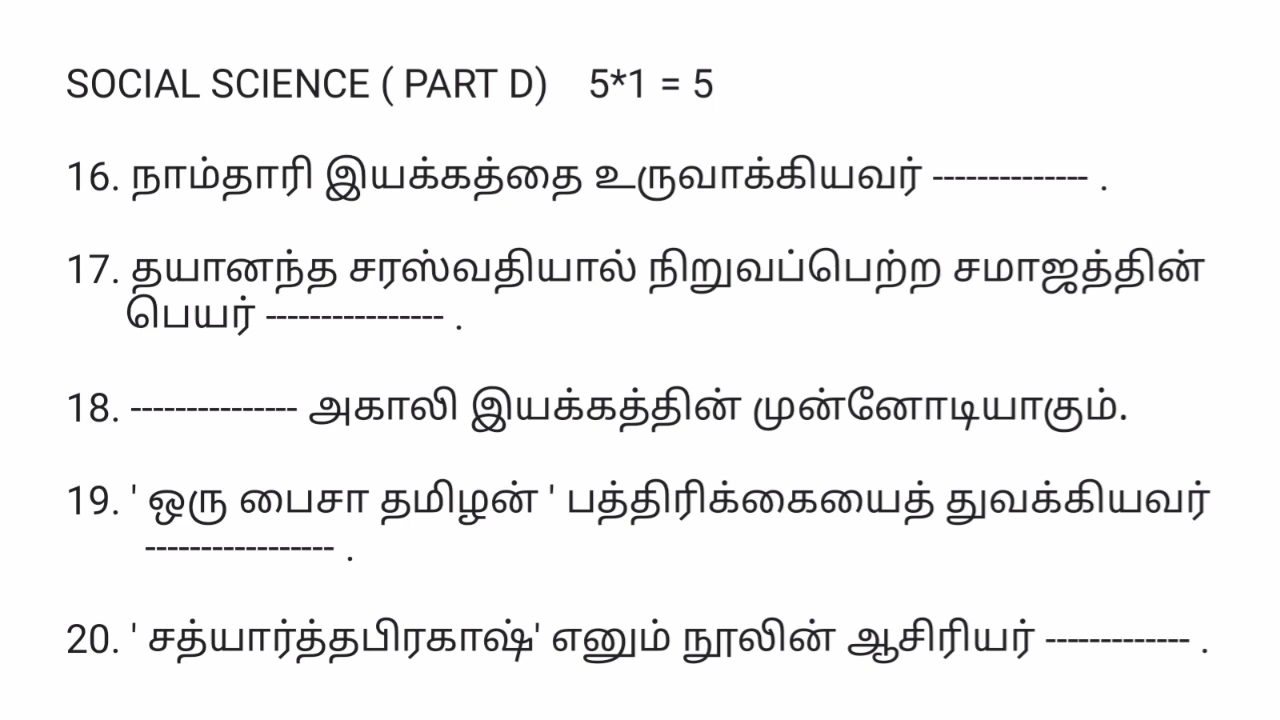 SOCIAL SCIENCE ( PART D)    5*1 = 5
16. நாம்தாரி இயக்கத்தை உருவாக்கியவர் -------------- .
17. தயானந்த சரஸ்வதியால் நிறுவப்பெற்ற சமாஜத்தின்
பெயர் ---------------- .
18. --------------- அகாலி இயக்கத்தின் முன்னோடியாகும்.
19. ' ஒரு பைசா தமிழன் ' பத்திரிக்கையைத் துவக்கியவர்
----------------- .
20. ' சத்யார்த்தபிரகாஷ்' எனும் நூலின் ஆசிரியர் ------------- .